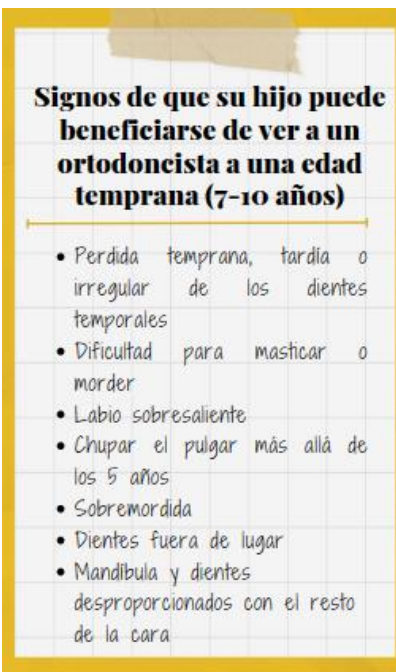 Signos de que su hijo puede
beneficiarse de ver a un
ortodoncista a una edad
temprana (7-10 años)
• Perdida temprana, tardía o
irregular de los dientes
temporales
• Dificultad para masticar o
morder
• Labio sobresaliente
• Chupar el pulgar más allá de
los 5 años
• Sobremordida
• Dientes fuera de lugar
• Mandíbula y dientes
desproporcionados con el resto
de la cara